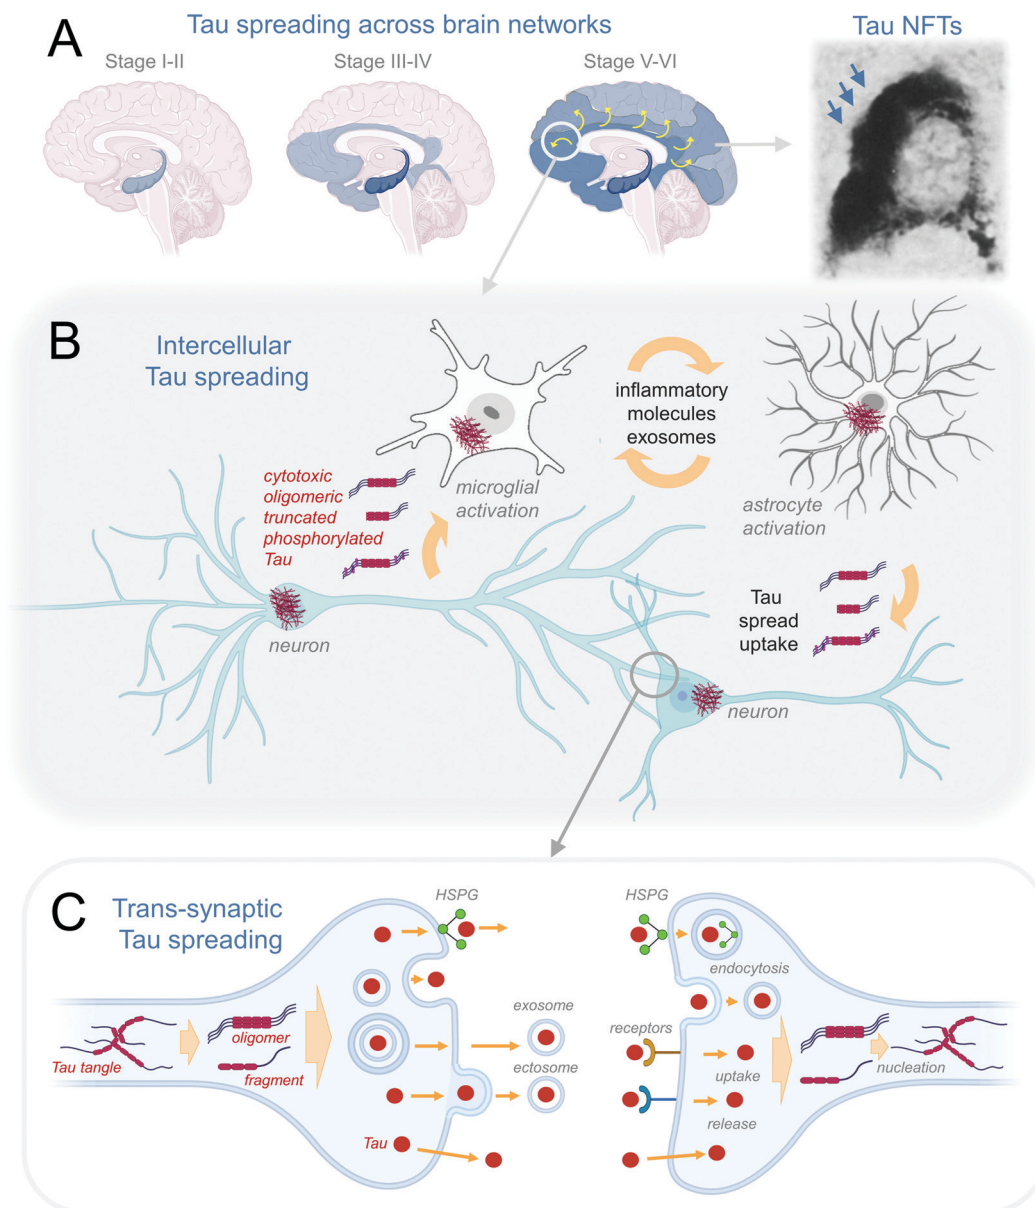 A
Tau spreading across brain networks
Tau NFTs
Stage I-II
Stage III-IV
Stage V-VI
B
Intercellular
Tau spreading
inflammatory
molecules
exosomes
cytotoxic
oligomeric
truncated
phosphorylated
Tau
microglial
activation
astrocyte
activation
Tau
spread
uptake
neuron
neuron
C
Trans-synaptic
Tau spreading
HSPG
HSPG
endocytosis
exosome
receptors
oligomer
Tau tangle
fragment
ectosome
uptake
nucleation
release
Tau